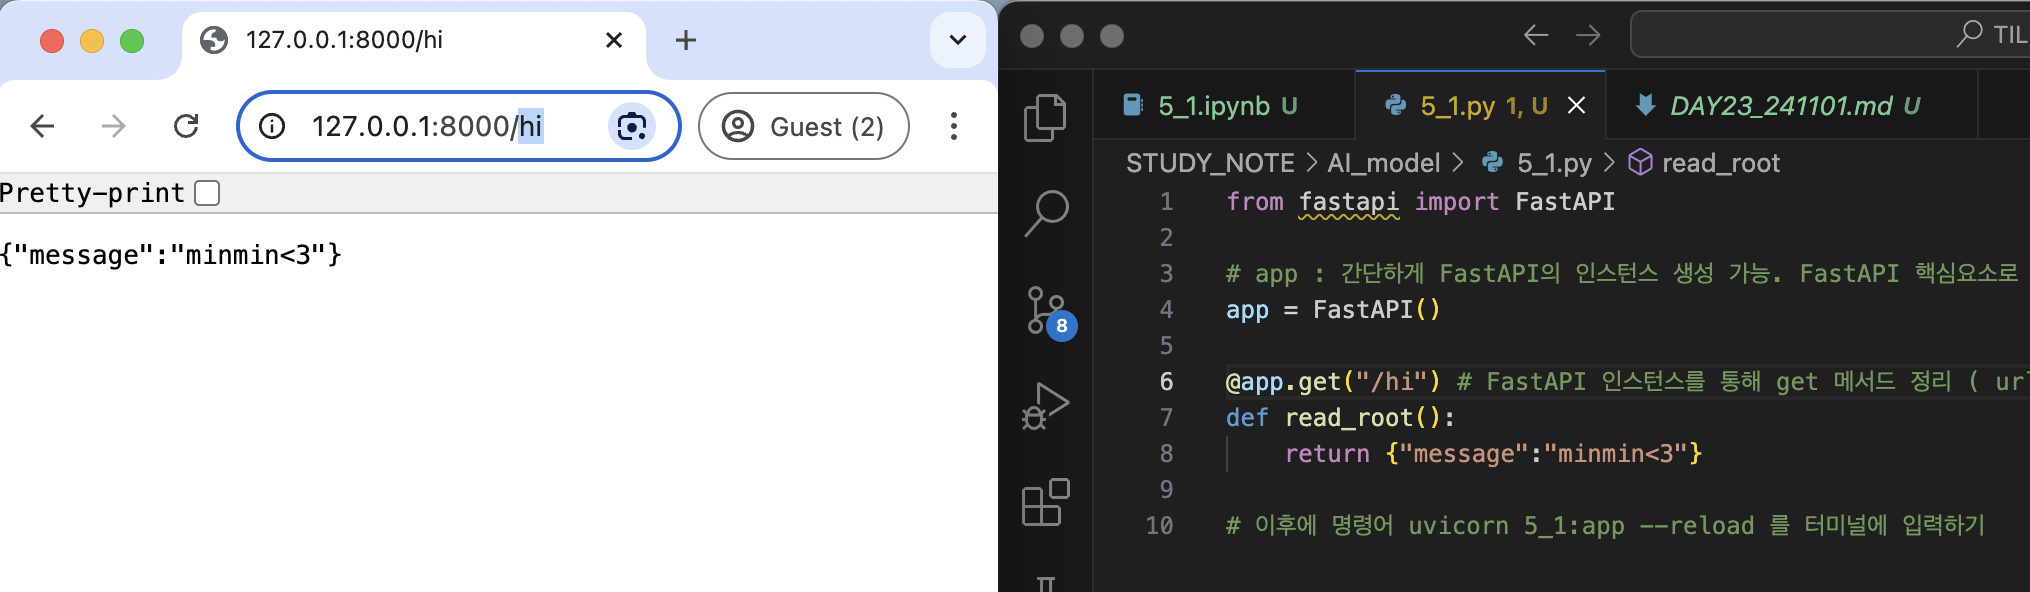 127.0.0.1:8000/hi
127.0.0.1:8000/hi
Guest (2)
Pretty-print
{"message":"minmin<3"}
TIL
5_1.ipynb U
5_1.py 1, U
DAY23_241101.md U
STUDY_NOTE > AI_model > 5_1.py > read_root
8
1 from fastapi import FastAPI
2
3 # app : 간단하게 FastAPI의 인스턴스 생성 가능. FastAPI 핵심요소로
4 app = FastAPI()
5
6 @app.get("/hi") # FastAPI 인스턴스를 통해 get 메서드 정리 ( url
7 def read_root():
8 return {"message":"minmin<3"}
9
10 # 이후에 명령어 uvicorn 5_1:app --reload 를 터미널에 입력하기